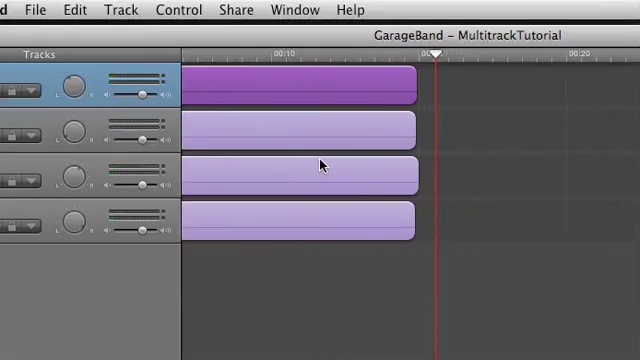 d File Edit Track Control Share Window Help
GarageBand - MultitrackTutorial
Tracks 00:10 00:20
L R
L R
L R
L R